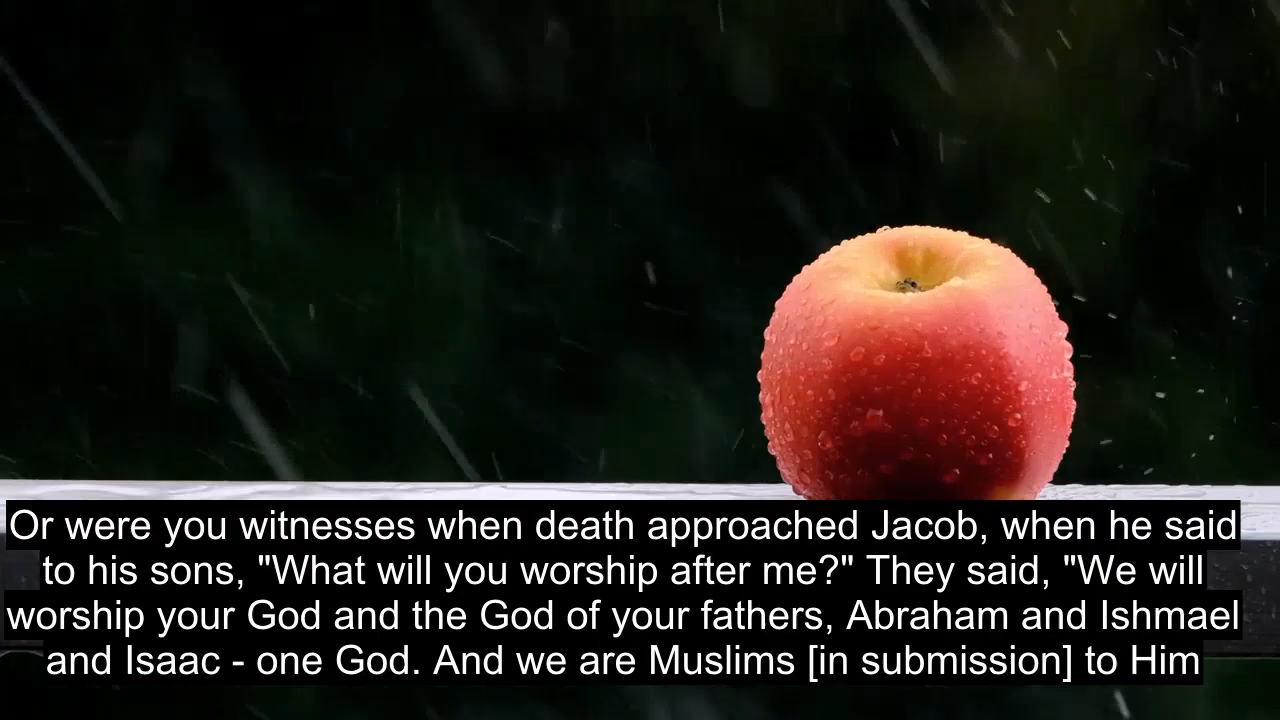 Or were you witnesses when death approached Jacob, when he said
to his sons, "What will you worship after me?" They said, "We will
worship your God and the God of your fathers, Abraham and Ishmael
and Isaac - one God. And we are Muslims [in submission] to Him